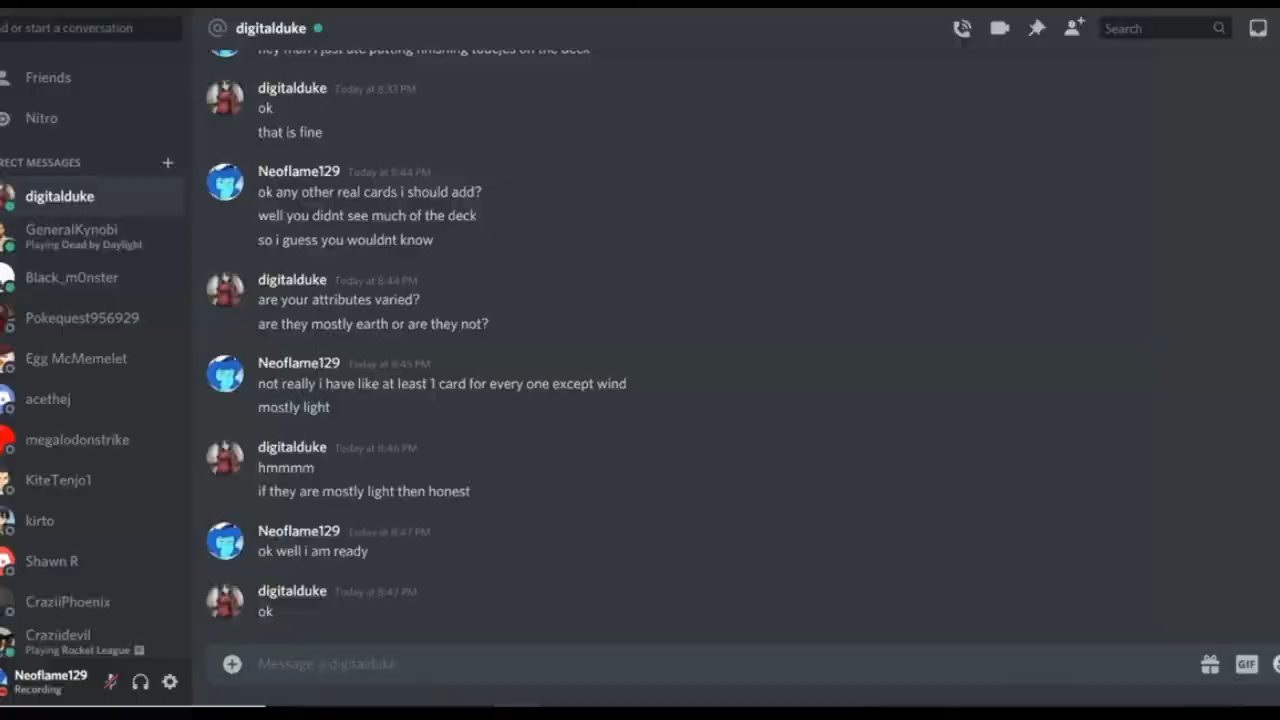 d or start a conversation
digitalduke
Search
Friends
Nitro
RECT MESSAGES
digitalduke
GeneralKynobi
Playing Dead by Daylight
Black_m0nster
Pokequest956929
Egg McMemelet
acethej
megalodonstrike
KiteTenjo1
kirto
Shawn R
CraziiPhoenix
Craziidevil
Playing Rocket League
Neoflame129
Recording
hey man i just ate putting finishing on the deck
digitalduke Today at 8:33 PM
ok
that is fine
Neoflame129 Today at 8:44 PM
ok any other real cards i should add?
well you didnt see much of the deck
so i guess you wouldnt know
digitalduke Today at 8:44 PM
are your attributes varied?
are they mostly earth or are they not?
Neoflame129 Today at 8:45 PM
not really i have like at least 1 card for every one except wind
mostly light
digitalduke Today at 8:46 PM
hmmmm
if they are mostly light then honest
Neoflame129 Today at 8:47 PM
ok well i am ready
digitalduke Today at 8:47 PM
ok
Message @digitalduke
GIF